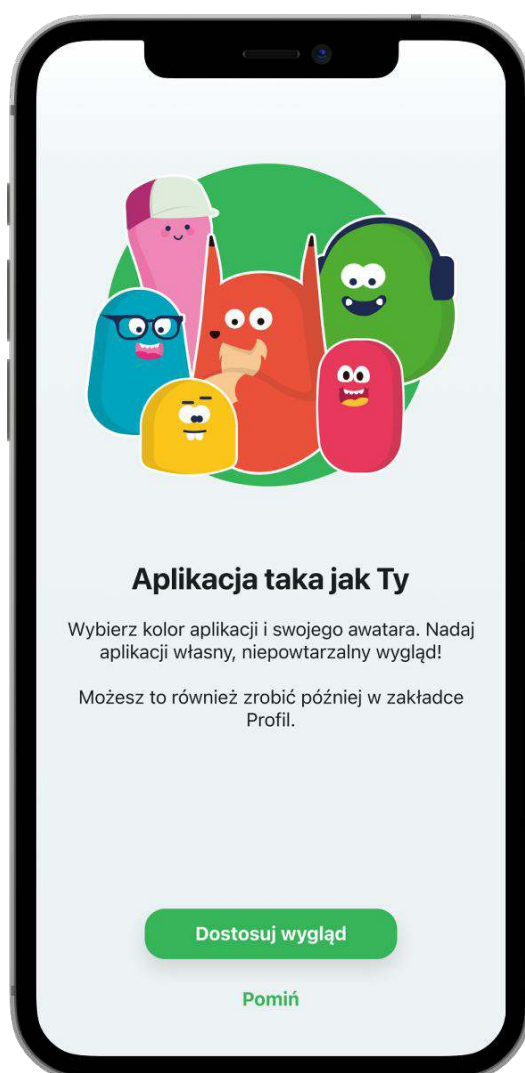 Aplikacja taka jak Ty
Wybierz kolor aplikacji i swojego awatara. Nadaj
aplikacji własny, niepowtarzalny wygląd!
Możesz to również zrobić później w zakładce
Profil.
Dostosuj wygląd
Pomiń